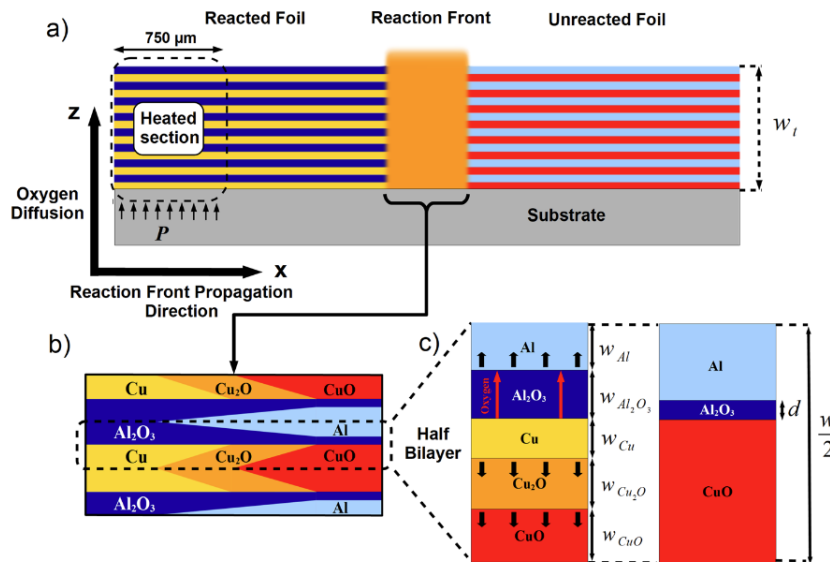 a)
Reacted Foil
Reaction Front
Unreacted Foil
750 µm
Heated
section
z
w_t
Oxygen
Diffusion
P
Substrate
x
Reaction Front Propagation
Direction
b)
Cu
Cu₂O
CuO
Al₂O₃
Al
Cu
Cu₂O
CuO
Al₂O₃
Al
Half
Bilayer
c)
Al
w_Al
Oxygen
Al₂O₃
w_Al₂O₃
Cu
w_Cu
Cu₂O
w_Cu₂O
CuO
w_CuO
Al
Al₂O₃
d
CuO
w
2